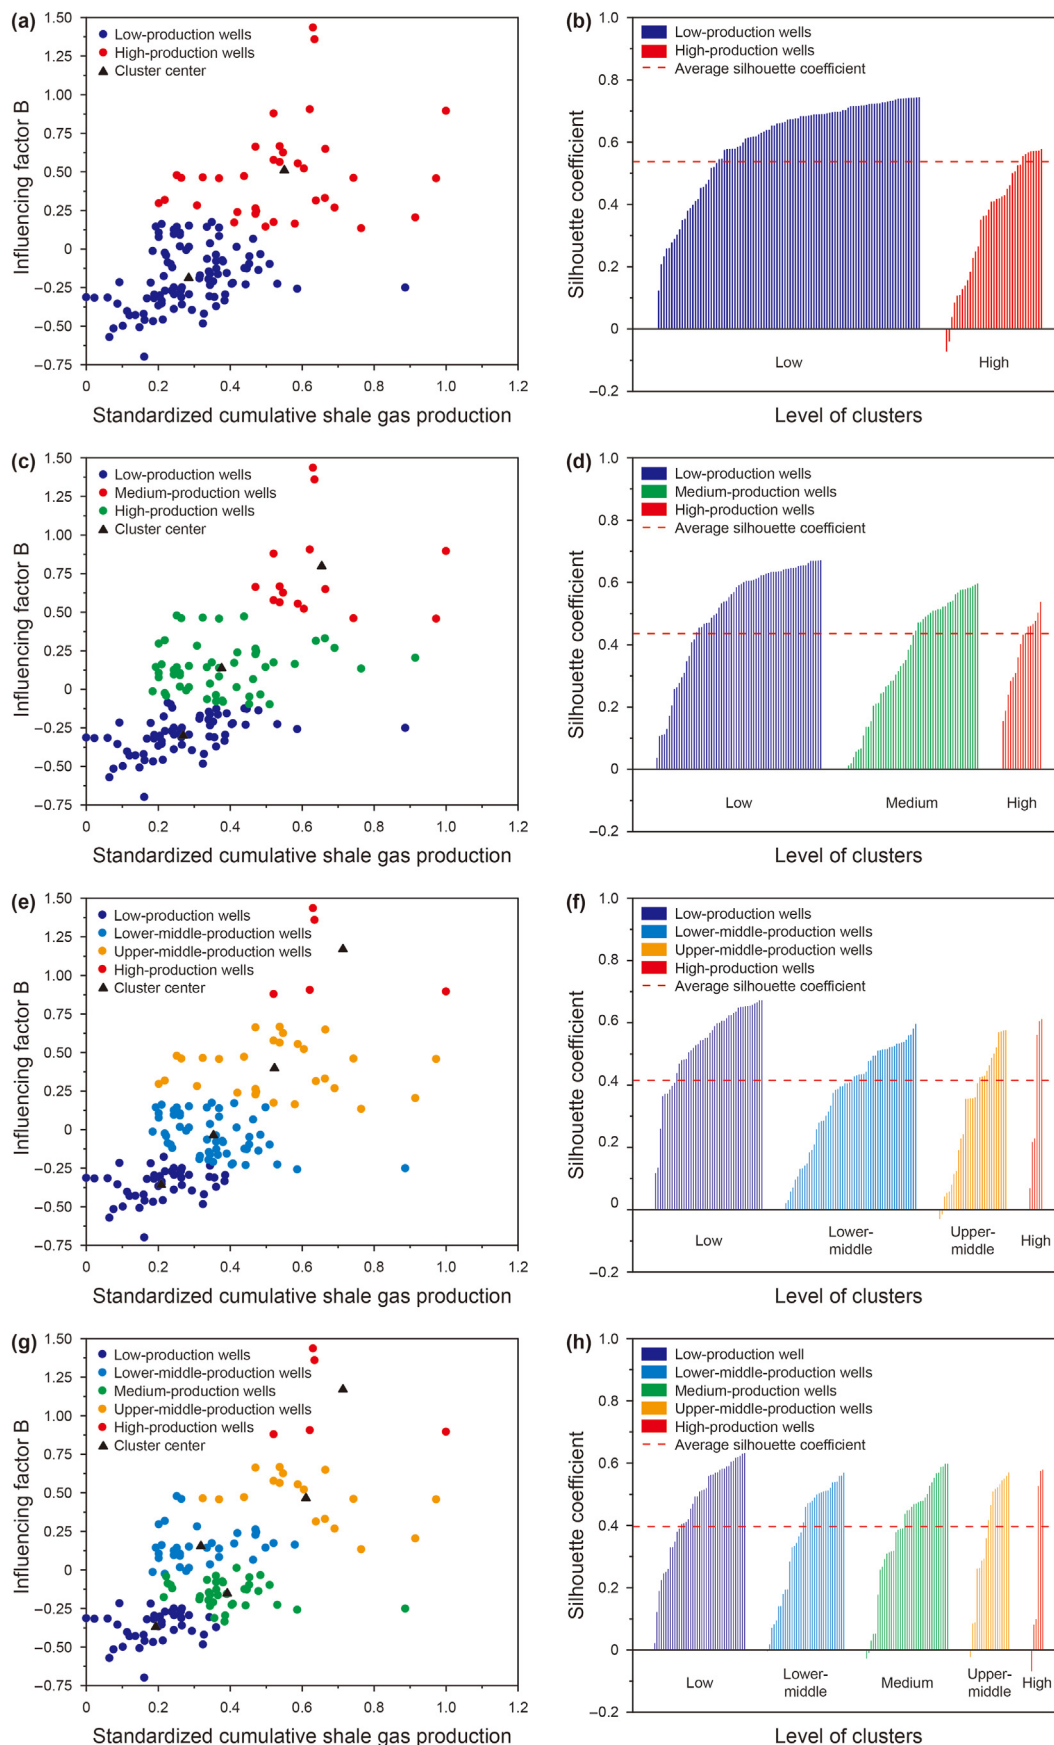 (a)
1.50
1.25
1.00
0.75
0.50
0.25
0
−0.25
−0.50
−0.75
Influencing factor B
Low-production wells
High-production wells
Cluster center
0 0.2 0.4 0.6 0.8 1.0 1.2
Standardized cumulative shale gas production
(b)
1.0
0.8
0.6
0.4
0.2
0
−0.2
Silhouette coefficient
Low-production wells
High-production wells
Average silhouette coefficient
Low High
Level of clusters
(c)
1.50
1.25
1.00
0.75
0.50
0.25
0
−0.25
−0.50
−0.75
Influencing factor B
Low-production wells
Medium-production wells
High-production wells
Cluster center
0 0.2 0.4 0.6 0.8 1.0 1.2
Standardized cumulative shale gas production
(d)
1.0
0.8
0.6
0.4
0.2
0
−0.2
Silhouette coefficient
Low-production wells
Medium-production wells
High-production wells
Average silhouette coefficient
Low Medium High
Level of clusters
(e)
1.50
1.25
1.00
0.75
0.50
0.25
0
−0.25
−0.50
−0.75
Influencing factor B
Low-production wells
Lower-middle-production wells
Upper-middle-production wells
High-production wells
Cluster center
0 0.2 0.4 0.6 0.8 1.0 1.2
Standardized cumulative shale gas production
(f)
1.0
0.8
0.6
0.4
0.2
0
−0.2
Silhouette coefficient
Low-production wells
Lower-middle-production wells
Upper-middle-production wells
High-production wells
Average silhouette coefficient
Low Lower- Upper- High
middle middle
Level of clusters
(g)
1.50
1.25
1.00
0.75
0.50
0.25
0
−0.25
−0.50
−0.75
Influencing factor B
Low-production wells
Lower-middle-production wells
Medium-production wells
Upper-middle-production wells
High-production wells
Cluster center
0 0.2 0.4 0.6 0.8 1.0 1.2
Standardized cumulative shale gas production
(h)
1.0
0.8
0.6
0.4
0.2
0
−0.2
Silhouette coefficient
Low-production well
Lower-middle-production wells
Medium-production wells
Upper-middle-production wells
High-production wells
Average silhouette coefficient
Low Lower- Medium Upper- High
middle middle
Level of clusters